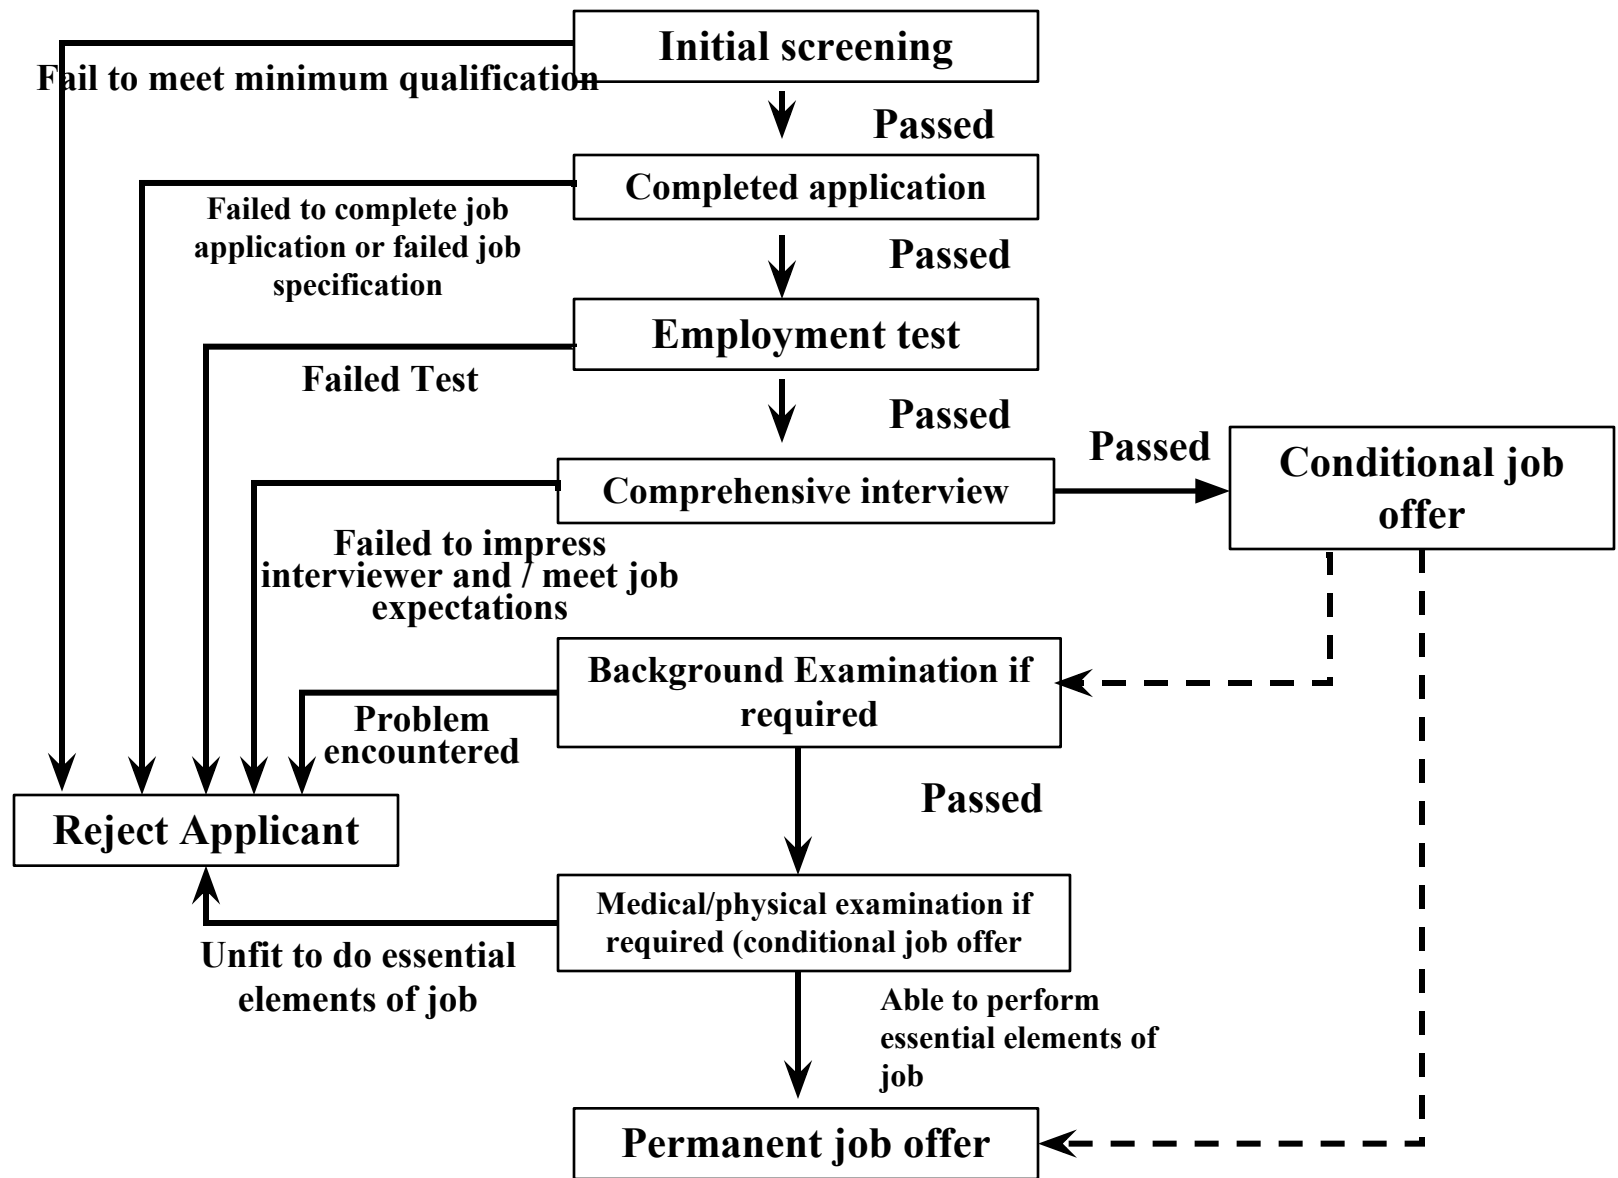 Initial screening
Fail to meet minimum qualification
Passed
Completed application
Failed to complete job
application or failed job
specification
Passed
Employment test
Failed Test
Passed
Passed
Conditional job
offer
Comprehensive interview
Failed to impress
interviewer and / meet job
expectations
Background Examination if
required
Problem
encountered
Passed
Reject Applicant
Medical/physical examination if
required (conditional job offer
Unfit to do essential
elements of job
Able to perform
essential elements of
job
Permanent job offer